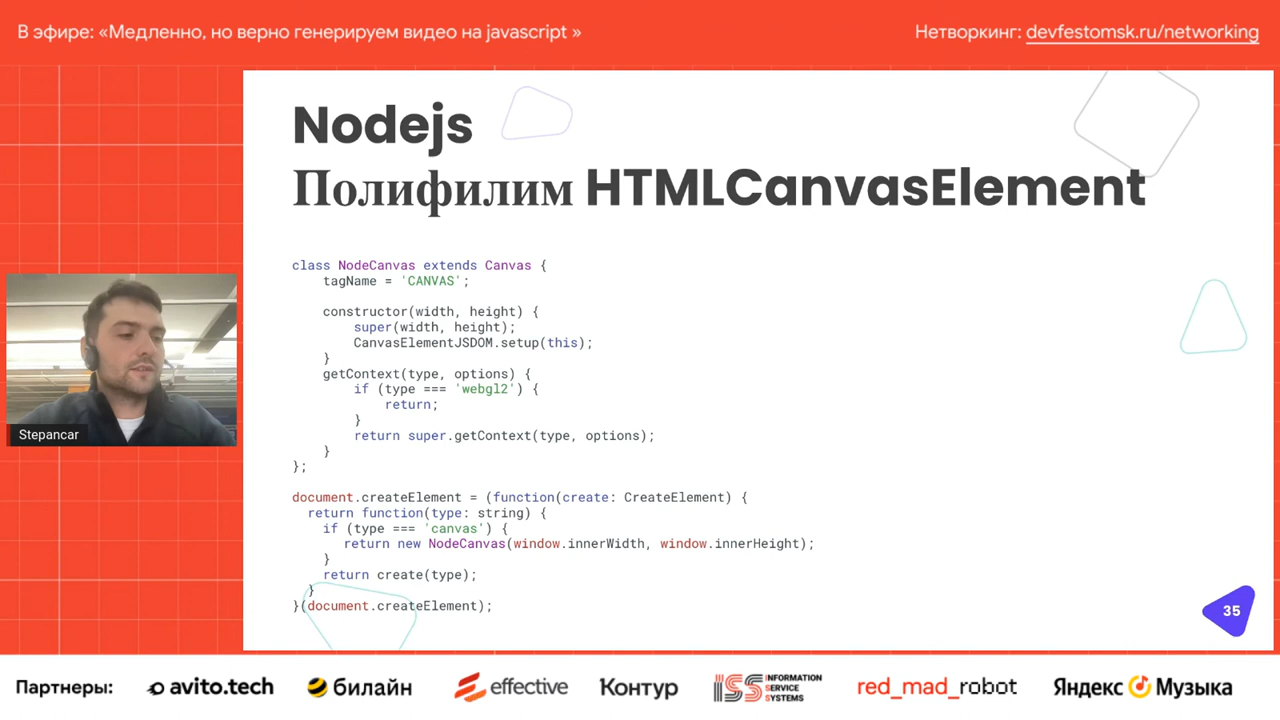 В эфире: «Медленно, но верно генерируем видео на javascript »
Нетворкинг: devfestomsk.ru/networking
Nodejs
Полифилим HTMLCanvasElement
class NodeCanvas extends Canvas {
    tagName = 'CANVAS';

    constructor(width, height) {
        super(width, height);
        CanvasElementJSDOM.setup(this);
    }
    getContext(type, options) {
        if (type === 'webgl2') {
            return;
        }
        return super.getContext(type, options);
    }
};

document.createElement = (function(create: CreateElement) {
  return function(type: string) {
    if (type === 'canvas') {
       return new NodeCanvas(window.innerWidth, window.innerHeight);
    }
    return create(type);
  }
}(document.createElement);
35
Stepancar
Партнеры:
avito.tech
билайн
effective
Контур
ISS INFORMATION
SERVICE
SYSTEMS
red_mad_robot
Яндекс Музыка